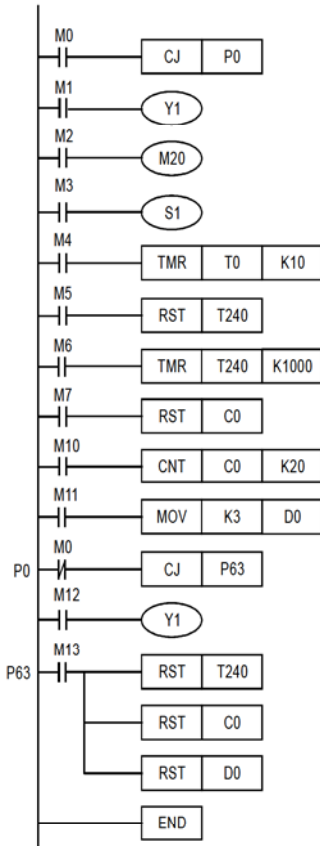 M0
CJ P0
M1
Y1
M2
M20
M3
S1
M4
TMR T0 K10
M5
RST T240
M6
TMR T240 K1000
M7
RST C0
M10
CNT C0 K20
M11
MOV K3 D0
M0
P0 CJ P63
M12
Y1
M13
P63 RST T240
RST C0
RST D0
END